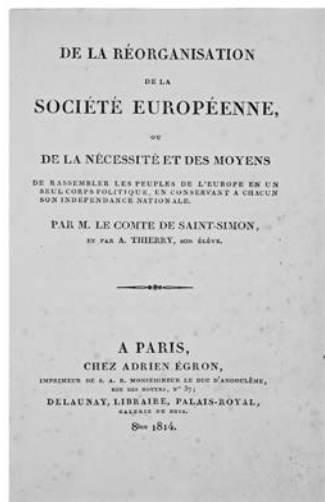 DE LA RÉORGANISATION
DE LA
SOCIÉTÉ EUROPÉENNE,
OU
DE LA NÉCESSITÉ ET DES MOYENS
DE RASSEMBLER LES PEUPLES DE L'EUROPE EN UN
SEUL CORPS POLITIQUE, EN CONSERVANT A CHACUN
SON INDÉPENDANCE NATIONALE.
PAR M. LE COMTE DE SAINT-SIMON,
ET PAR A. THIERRY, SON ÉLÈVE.
A PARIS,
CHEZ ADRIEN ÉGRON,
IMPRIMEUR DE S. A. R. MONSEIGNEUR LE DUC D'ANGOULÊME,
RUE DES NOYERS, N° 37;
DELAUNAY, LIBRAIRE, PALAIS-ROYAL,
GALERIE DE BOIS.
8bre 1814.